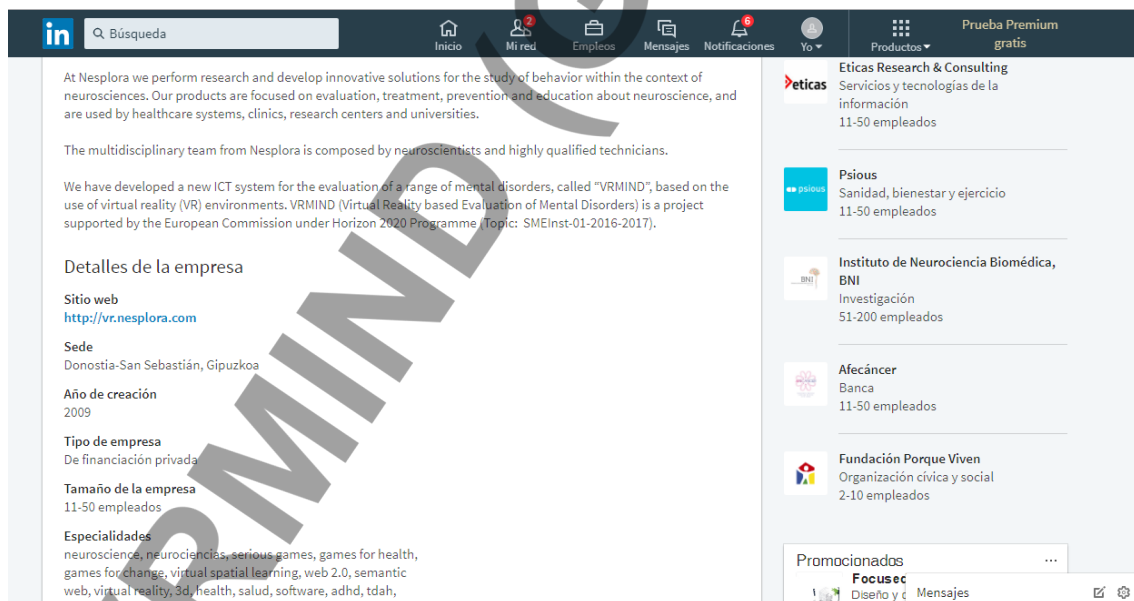 in
Búsqueda
Inicio
2
Mi red
Empleos
Mensajes
6
Notificaciones
Yo
Productos
Prueba Premium
gratis
At Nesplora we perform research and develop innovative solutions for the study of behavior within the context of
neurosciences. Our products are focused on evaluation, treatment, prevention and education about neuroscience, and
are used by healthcare systems, clinics, research centers and universities.
The multidisciplinary team from Nesplora is composed by neuroscientists and highly qualified technicians.
We have developed a new ICT system for the evaluation of a range of mental disorders, called “VRMIND”, based on the
use of virtual reality (VR) environments. VRMIND (Virtual Reality based Evaluation of Mental Disorders) is a project
supported by the European Commission under Horizon 2020 Programme (Topic: SMEInst-01-2016-2017).
Detalles de la empresa
Sitio web
http://vr.nesplora.com
Sede
Donostia-San Sebastián, Gipuzkoa
Año de creación
2009
Tipo de empresa
De financiación privada
Tamaño de la empresa
11-50 empleados
Especialidades
neuroscience, neurociencias, serious games, games for health,
games for change, virtual spatial learning, web 2.0, semantic
web, virtual reality, 3d, health, salud, software, adhd, tdah,
eticas
Eticas Research & Consulting
Servicios y tecnologías de la
información
11-50 empleados
psious
Psious
Sanidad, bienestar y ejercicio
11-50 empleados
BNI
Instituto de Neurociencia Biomédica,
BNI
Investigación
51-200 empleados
Afecáncer
Banca
11-50 empleados
Fundación Porque Viven
Organización cívica y social
2-10 empleados
Promocionados
...
Diseño y
Mensajes
VRMIND (